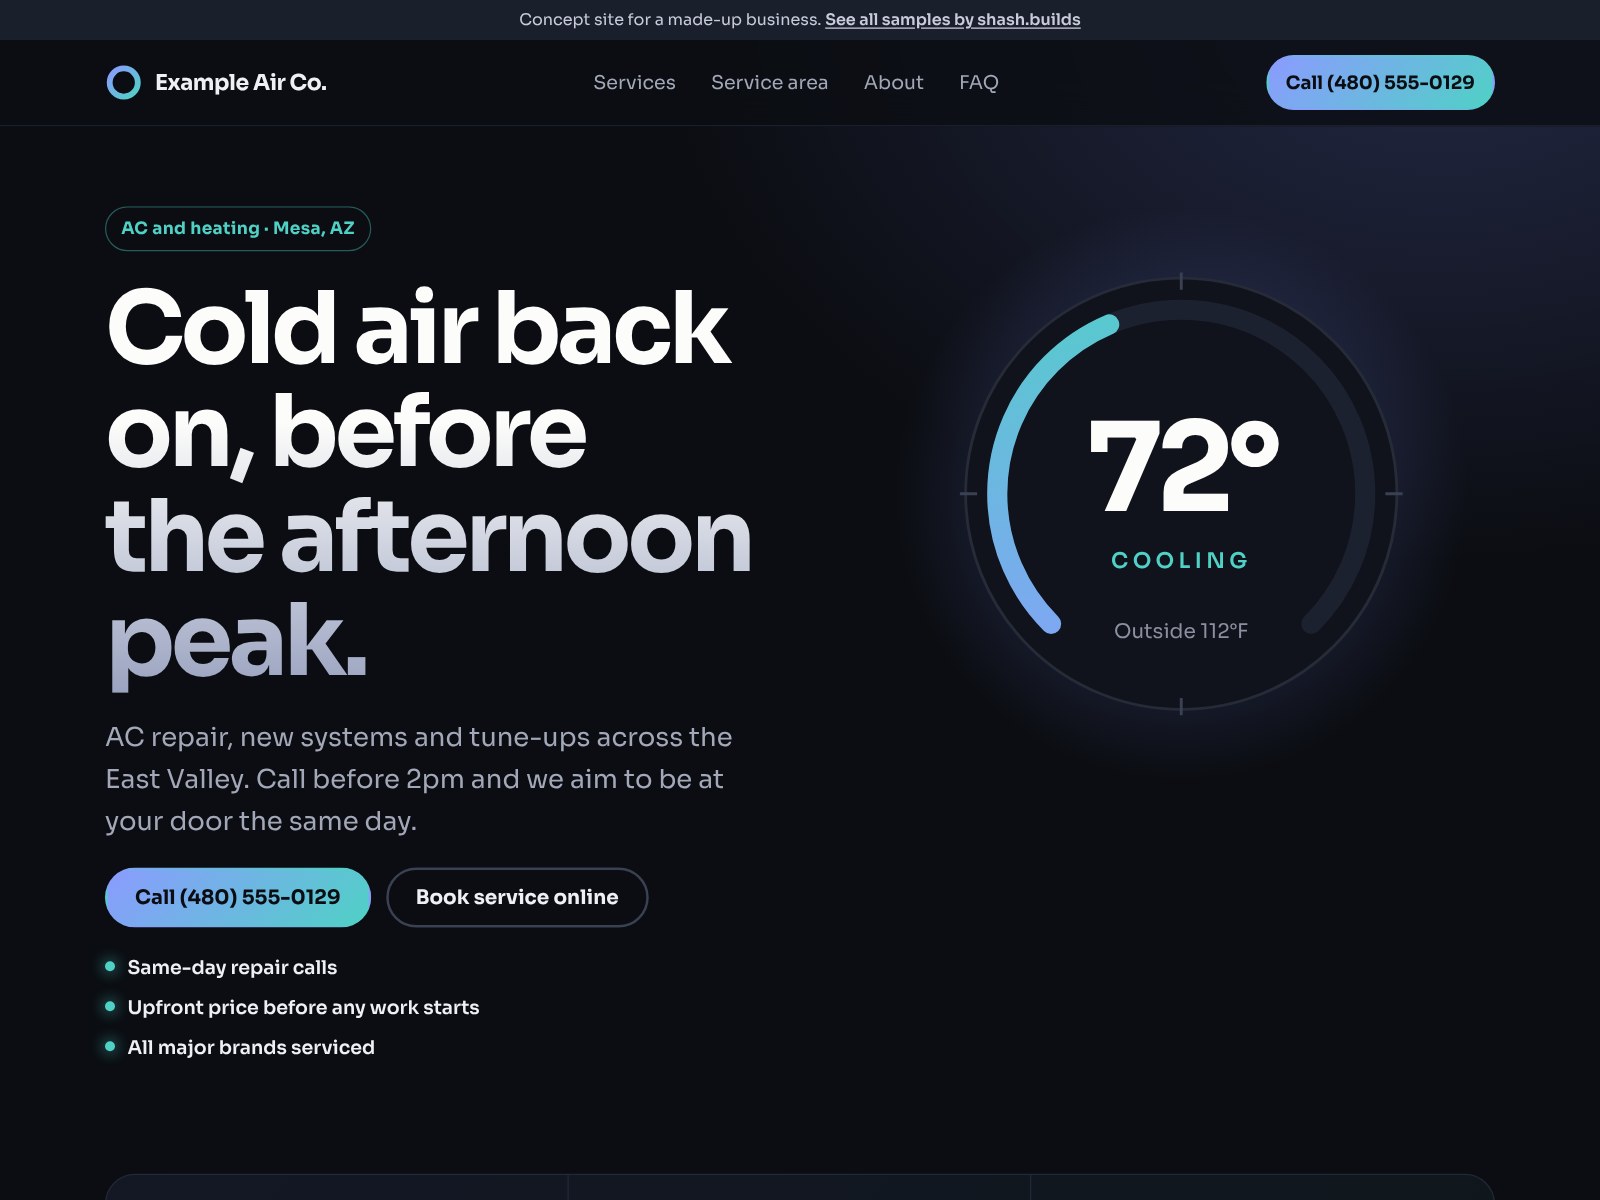 Concept site for a made-up business. See all samples by shash.builds
Example Air Co.
Services
Service area
About
FAQ
Call (480) 555-0129
AC and heating · Mesa, AZ
Cold air back
on, before
the afternoon
peak.
AC repair, new systems and tune-ups across the
East Valley. Call before 2pm and we aim to be at
your door the same day.
Call (480) 555-0129
Book service online
Same-day repair calls
Upfront price before any work starts
All major brands serviced
72°
COOLING
Outside 112°F